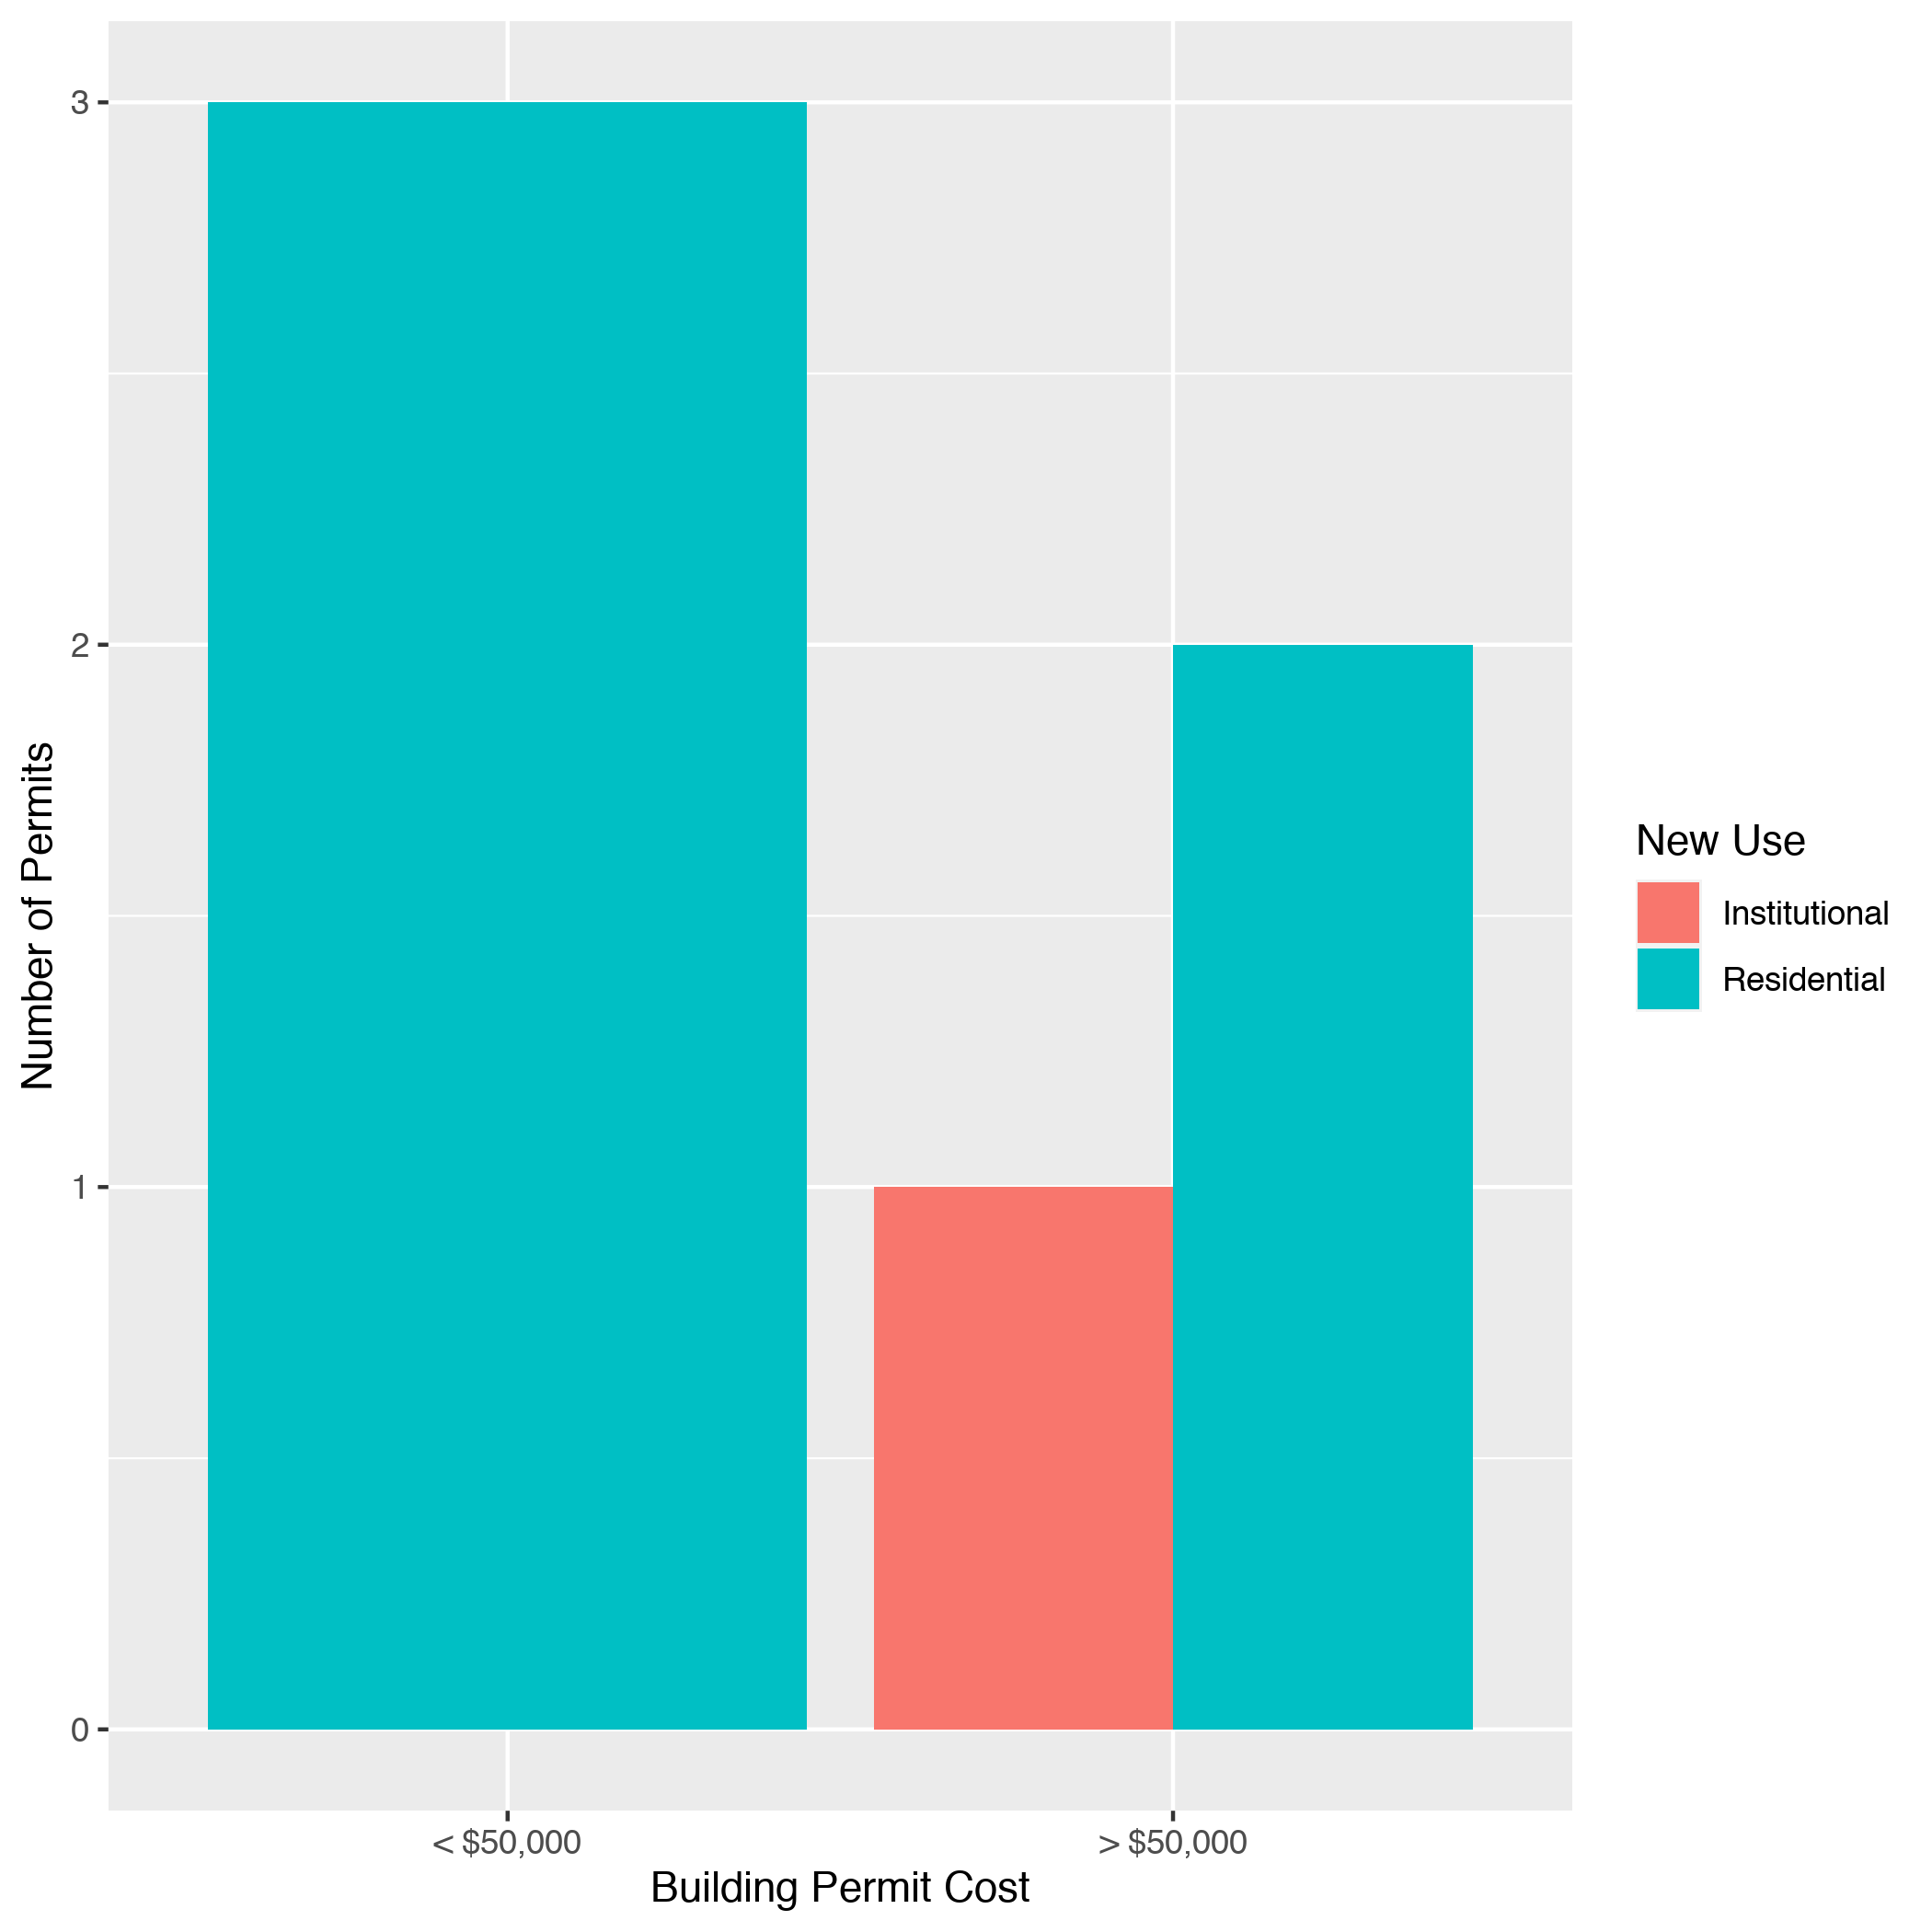 3
2
1
0
Number of Permits
< $50,000
> $50,000
Building Permit Cost
New Use
Institutional
Residential